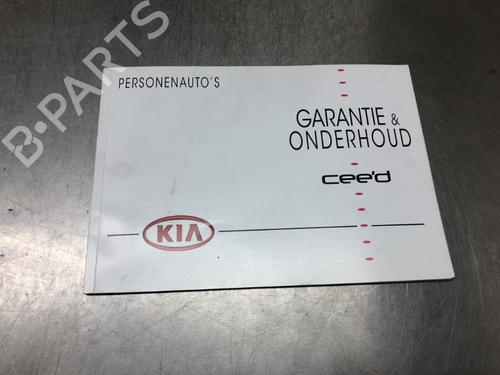 B-PARTS
PERSONENAUTO'S
GARANTIE &
ONDERHOUD
cee'd
KIA